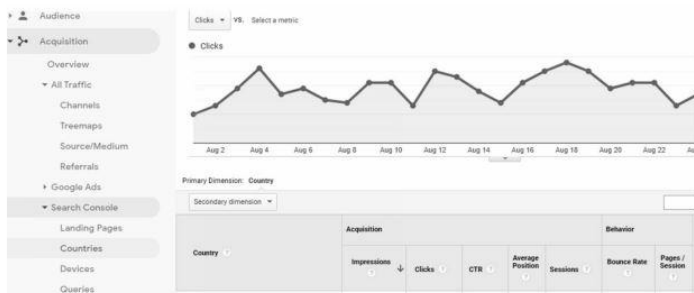 Audience
Acquisition
Overview
All Traffic
Channels
Treemaps
Source/Medium
Referrals
Google Ads
Search Console
Landing Pages
Countries
Devices
Queries
Clicks VS. Select a metric
Clicks
Aug 2 Aug 4 Aug 6 Aug 8 Aug 10 Aug 12 Aug 14 Aug 16 Aug 18 Aug 20 Aug 22 Au
Primary Dimension: Country
Secondary dimension
Acquisition Behavior
Country ? Impressions ? Clicks ? CTR ? Average Position ? Sessions ? Bounce Rate ? Pages / Session ?